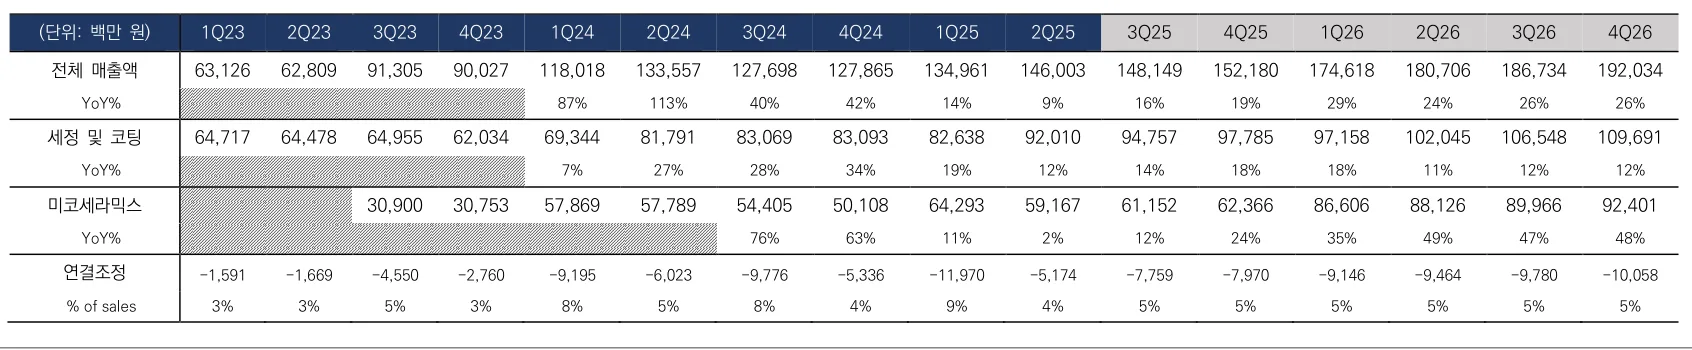 (단위: 백만 원) 1Q23 2Q23 3Q23 4Q23 1Q24 2Q24 3Q24 4Q24 1Q25 2Q25 3Q25 4Q25 1Q26 2Q26 3Q26 4Q26
전체 매출액 63,126 62,809 91,305 90,027 118,018 133,557 127,698 127,865 134,961 146,003 148,149 152,180 174,618 180,706 186,734 192,034
YoY% 87% 113% 40% 42% 14% 9% 16% 19% 29% 24% 26% 26%
세정 및 코팅 64,717 64,478 64,955 62,034 69,344 81,791 83,069 83,093 82,638 92,010 94,757 97,785 97,158 102,045 106,548 109,691
YoY% 7% 27% 28% 34% 19% 12% 14% 18% 18% 11% 12% 12%
미코세라믹스 30,900 30,753 57,869 57,789 54,405 50,108 64,293 59,167 61,152 62,366 86,606 88,126 89,966 92,401
YoY% 76% 63% 11% 2% 12% 24% 35% 49% 47% 48%
연결조정 -1,591 -1,669 -4,550 -2,760 -9,195 -6,023 -9,776 -5,336 -11,970 -5,174 -7,759 -7,970 -9,146 -9,464 -9,780 -10,058
% of sales 3% 3% 5% 3% 8% 5% 8% 4% 9% 4% 5% 5% 5% 5% 5% 5%